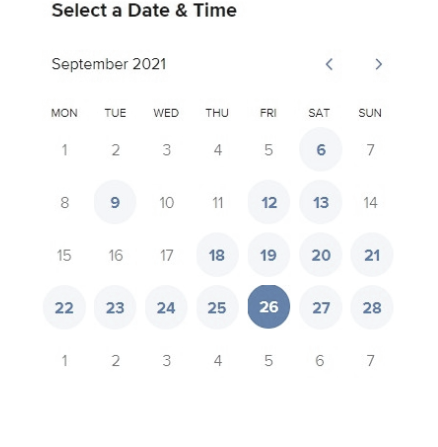 Select a Date & Time
September 2021
MON TUE WED THU FRI SAT SUN
1 2 3 4 5 6 7
8 9 10 11 12 13 14
15 16 17 18 19 20 21
22 23 24 25 26 27 28
1 2 3 4 5 6 7